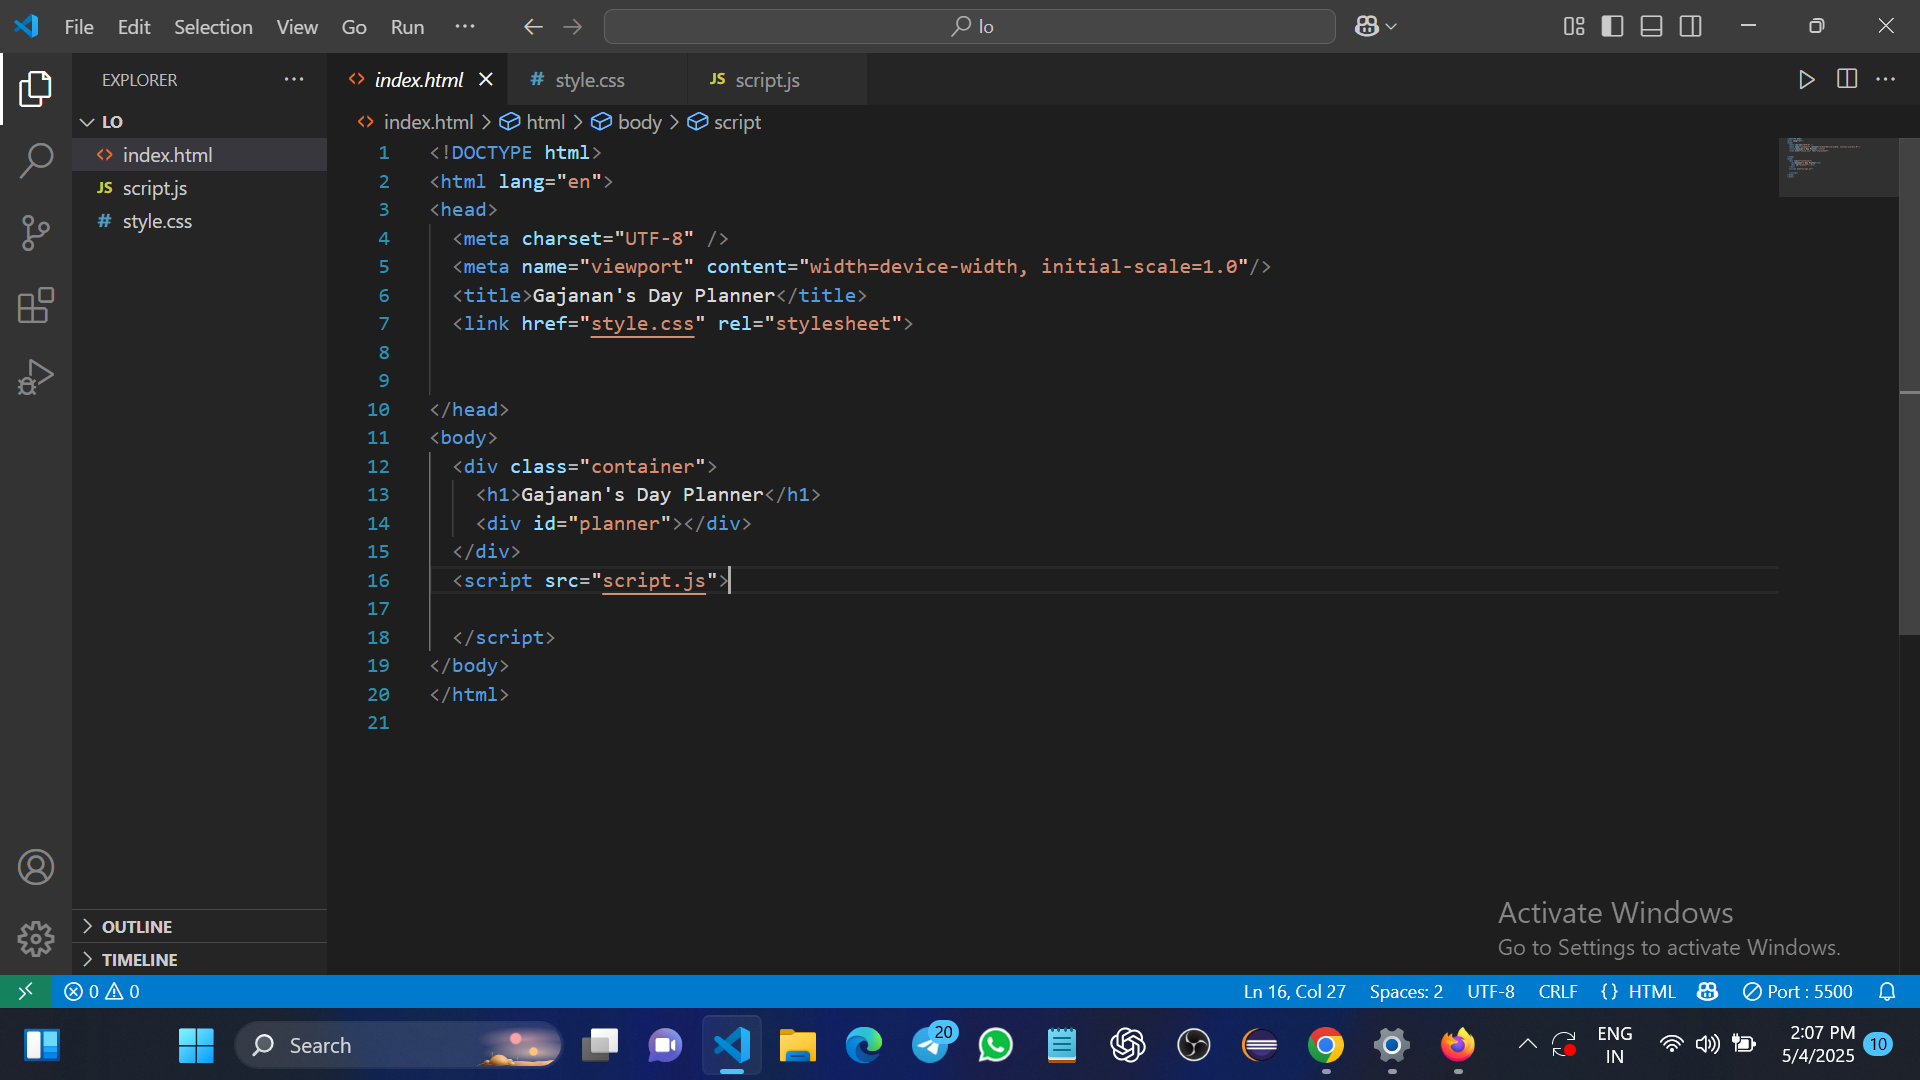 File Edit Selection View Go Run ··· lo
EXPLORER ··· index.html # style.css JS script.js ···
LO
index.html > html > body > script
index.html
JS script.js
# style.css
1 <!DOCTYPE html>
2 <html lang="en">
3 <head>
4 <meta charset="UTF-8" />
5 <meta name="viewport" content="width=device-width, initial-scale=1.0"/>
6 <title>Gajanan's Day Planner</title>
7 <link href="style.css" rel="stylesheet">
8
9
10 </head>
11 <body>
12 <div class="container">
13 <h1>Gajanan's Day Planner</h1>
14 <div id="planner"></div>
15 </div>
16 <script src="script.js">
17
18 </script>
19 </body>
20 </html>
21
OUTLINE
TIMELINE
Activate Windows
Go to Settings to activate Windows.
0 0 Ln 16, Col 27 Spaces: 2 UTF-8 CRLF {} HTML Port : 5500
Search 20 ENG IN 2:07 PM 5/4/2025 10